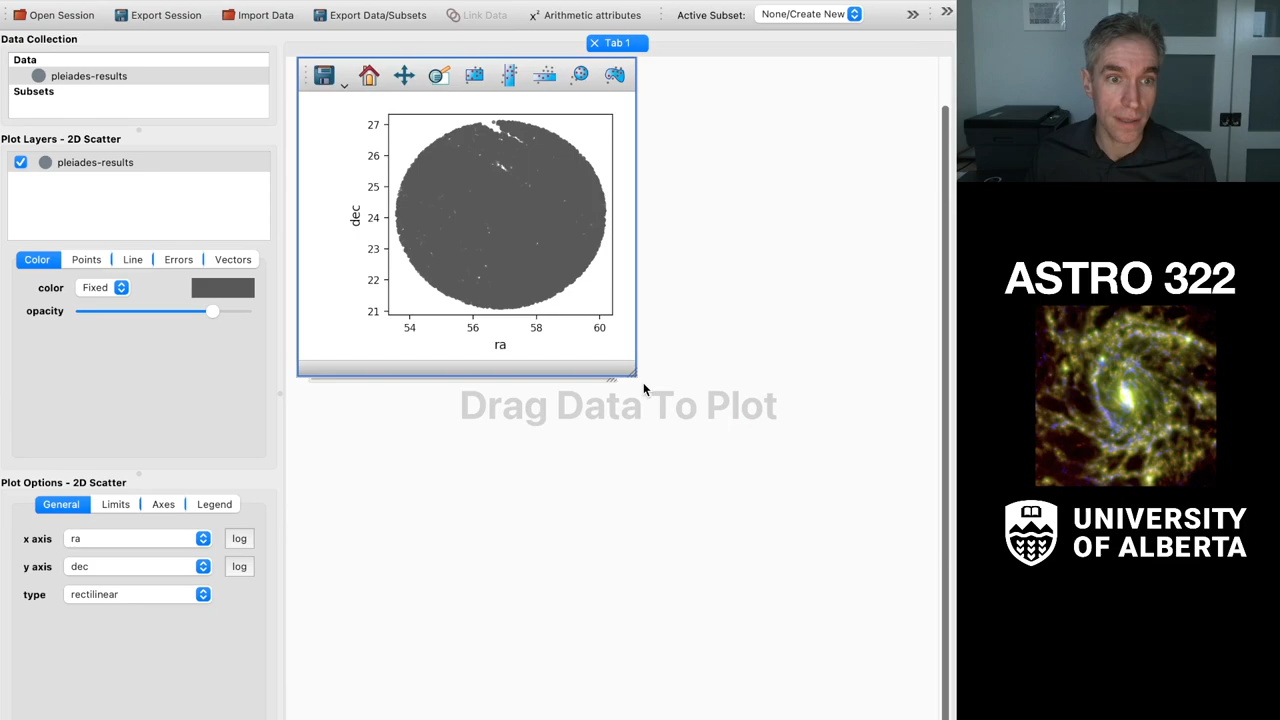 Open Session Export Session Import Data Export Data/Subsets Link Data x² Arithmetic attributes Active Subset: None/Create New
Data Collection
Data
pleiades-results
Subsets
Plot Layers - 2D Scatter
pleiades-results
Color Points Line Errors Vectors
color Fixed
opacity
Plot Options - 2D Scatter
General Limits Axes Legend
x axis ra log
y axis dec log
type rectilinear
Tab 1
27
26
25
24
23
22
21
dec
54 56 58 60
ra
Drag Data To Plot
ASTRO 322
UNIVERSITY
OF ALBERTA